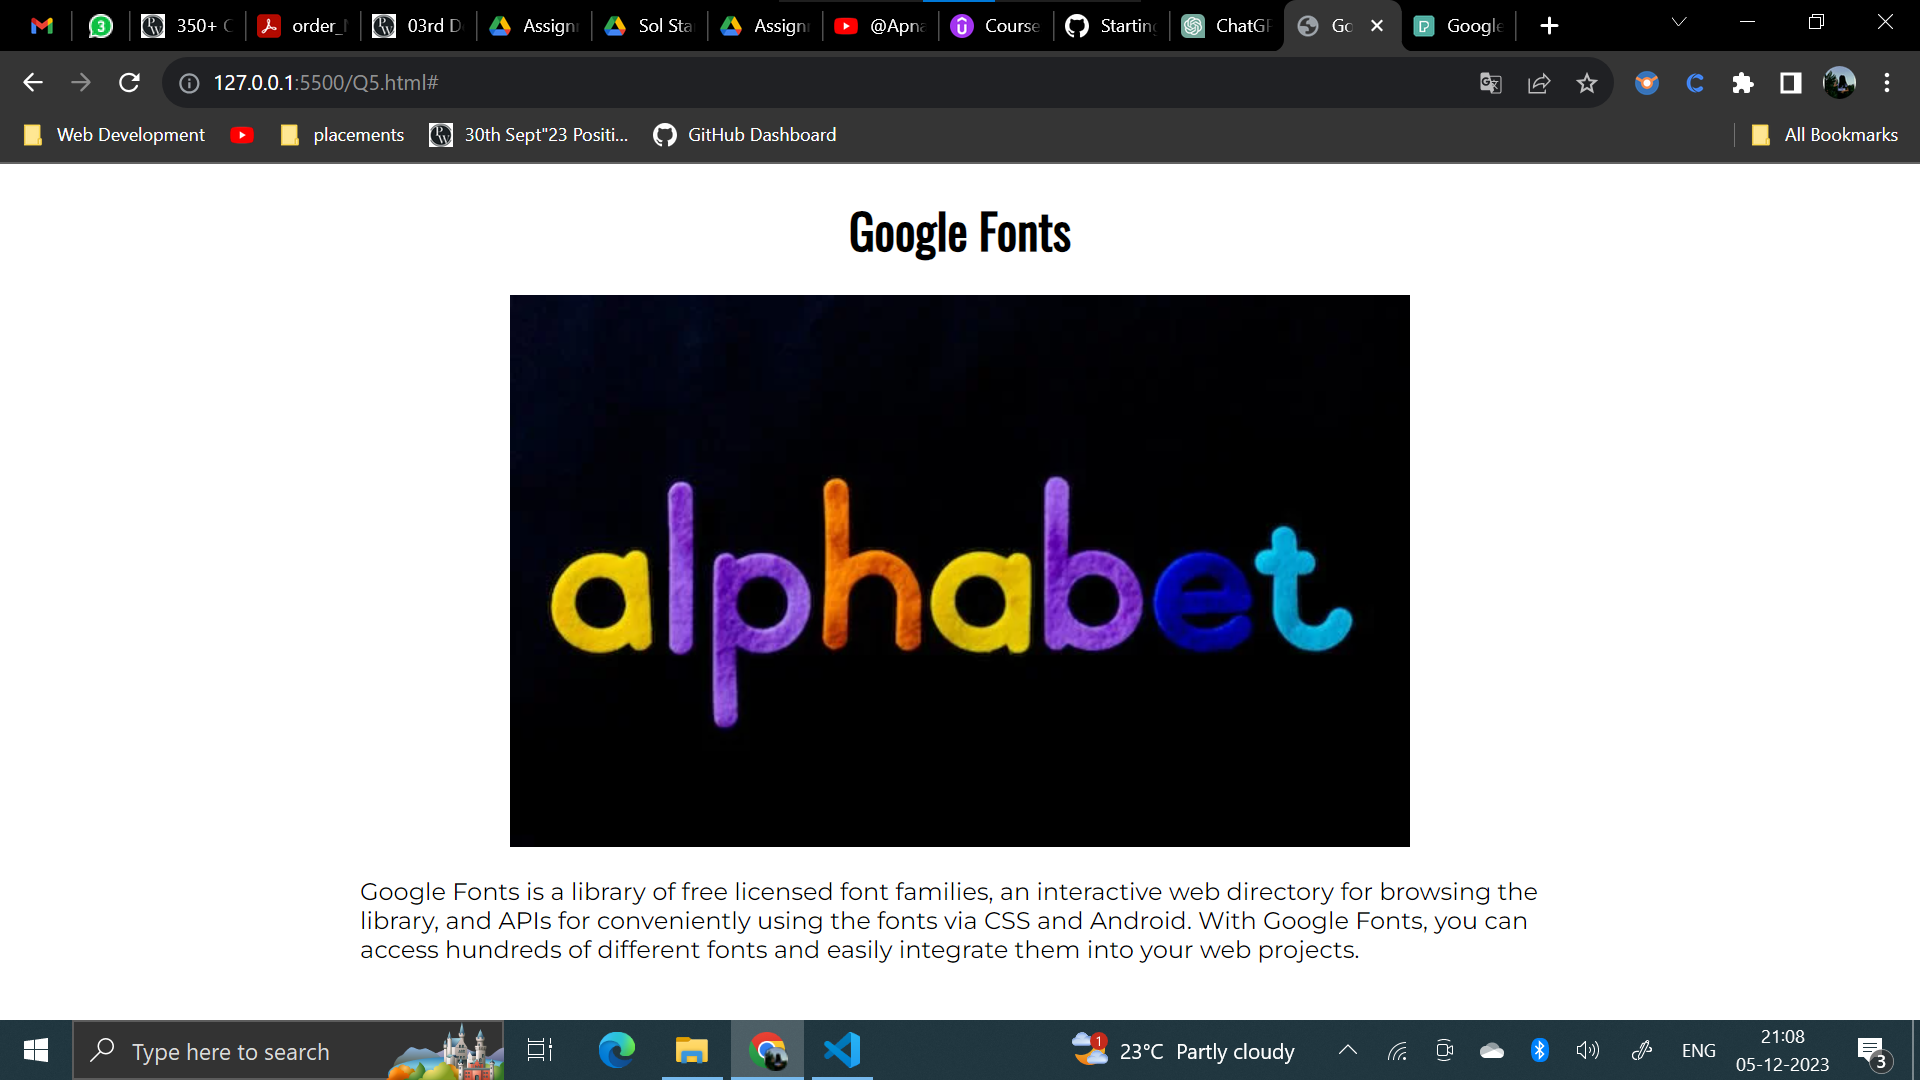 3
350+ C
order_
03rd D
Assign
Sol Sta
Assign
@Apna
Course
Starting
ChatGP
Go
Google
127.0.0.1:5500/Q5.html#
Web Development
placements
30th Sept"23 Positi...
GitHub Dashboard
All Bookmarks
Google Fonts
alphabet
Google Fonts is a library of free licensed font families, an interactive web directory for browsing the
library, and APIs for conveniently using the fonts via CSS and Android. With Google Fonts, you can
access hundreds of different fonts and easily integrate them into your web projects.
Type here to search
1
23°C Partly cloudy
ENG
21:08
05-12-2023
3